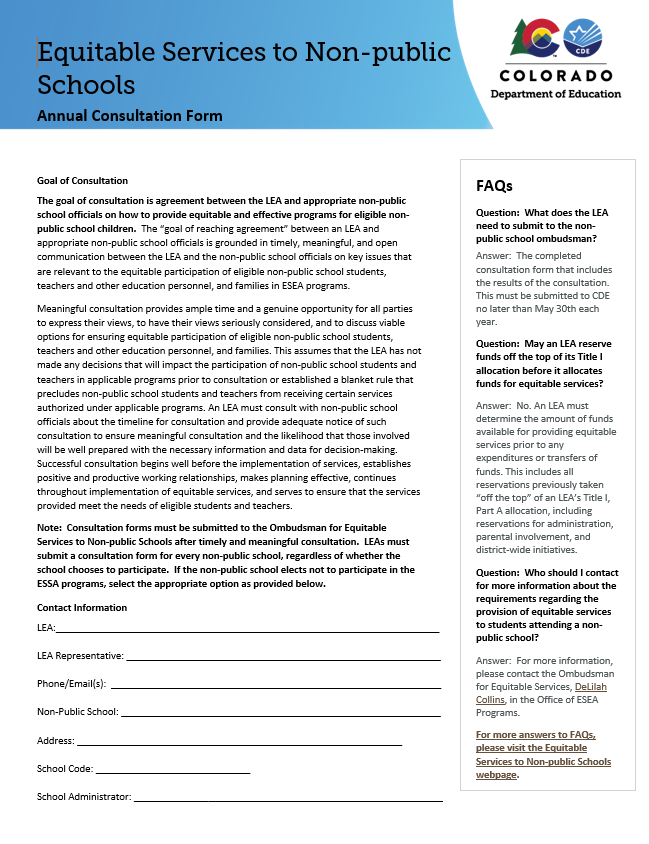 Equitable Services to Non-public
Schools
Annual Consultation Form
CDE
COLORADO
Department of Education
Goal of Consultation
The goal of consultation is agreement between the LEA and appropriate non-public
school officials on how to provide equitable and effective programs for eligible non-
public school children.  The “goal of reaching agreement” between an LEA and
appropriate non-public school officials is grounded in timely, meaningful, and open
communication between the LEA and the non-public school officials on key issues that
are relevant to the equitable participation of eligible non-public school students,
teachers and other education personnel, and families in ESEA programs.
Meaningful consultation provides ample time and a genuine opportunity for all parties
to express their views, to have their views seriously considered, and to discuss viable
options for ensuring equitable participation of eligible non-public school students,
teachers and other education personnel, and families. This assumes that the LEA has not
made any decisions that will impact the participation of non-public school students and
teachers in applicable programs prior to consultation or established a blanket rule that
precludes non-public school students and teachers from receiving certain services
authorized under applicable programs. An LEA must consult with non-public school
officials about the timeline for consultation and provide adequate notice of such
consultation to ensure meaningful consultation and the likelihood that those involved
will be well prepared with the necessary information and data for decision-making.
Successful consultation begins well before the implementation of services, establishes
positive and productive working relationships, makes planning effective, continues
throughout implementation of equitable services, and serves to ensure that the services
provided meet the needs of eligible students and teachers.
Note:  Consultation forms must be submitted to the Ombudsman for Equitable
Services to Non-public Schools after timely and meaningful consultation.  LEAs must
submit a consultation form for every non-public school, regardless of whether the
school chooses to participate.  If the non-public school elects not to participate in the
ESSA programs, select the appropriate option as provided below.
Contact Information
LEA:
LEA Representative:
Phone/Email(s):
Non-Public School:
Address:
School Code:
School Administrator:
FAQs
Question:  What does the LEA
need to submit to the non-
public school ombudsman?
Answer:  The completed
consultation form that includes
the results of the consultation.
This must be submitted to CDE
no later than May 30th each
year.
Question:  May an LEA reserve
funds off the top of its Title I
allocation before it allocates
funds for equitable services?
Answer:  No. An LEA must
determine the amount of funds
available for providing equitable
services prior to any
expenditures or transfers of
funds. This includes all
reservations previously taken
“off the top” of an LEA’s Title I,
Part A allocation, including
reservations for administration,
parental involvement, and
district-wide initiatives.
Question:  Who should I contact
for more information about the
requirements regarding the
provision of equitable services
to students attending a non-
public school?
Answer:  For more information,
please contact the Ombudsman
for Equitable Services, DeLilah
Collins, in the Office of ESEA
Programs.
For more answers to FAQs,
please visit the Equitable
Services to Non-public Schools
webpage.